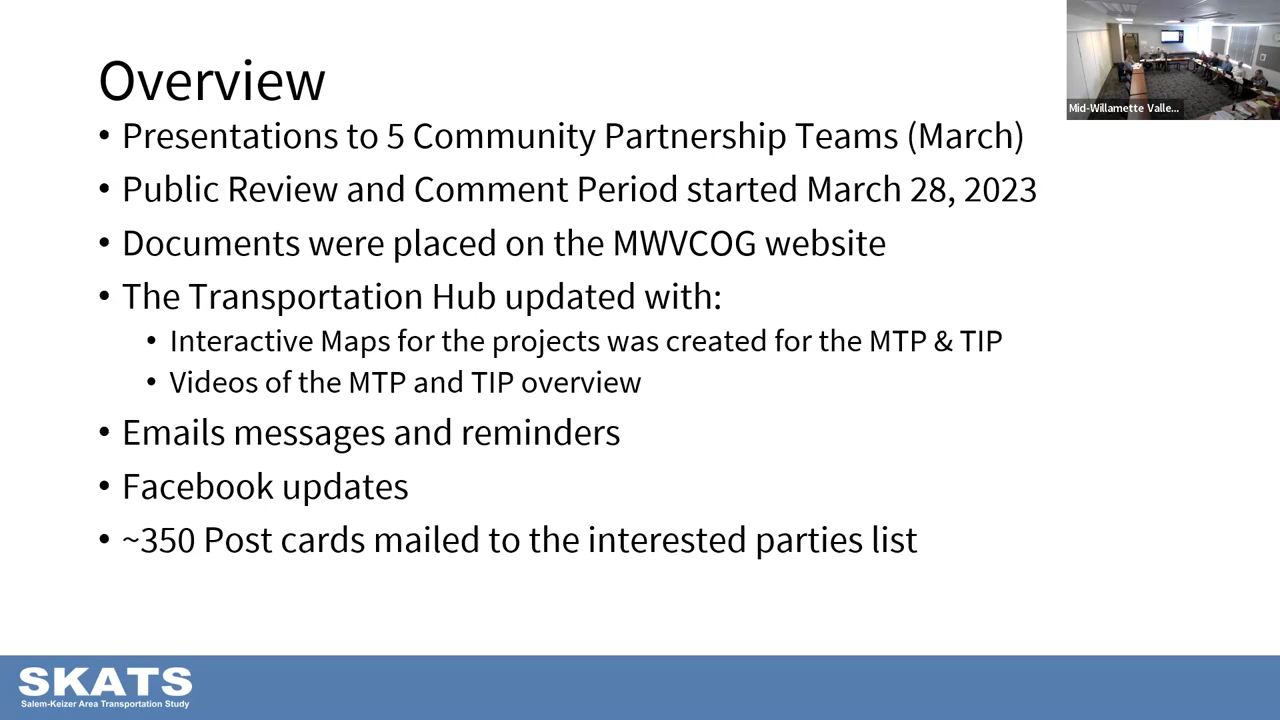 Overview
• Presentations to 5 Community Partnership Teams (March)
• Public Review and Comment Period started March 28, 2023
• Documents were placed on the MWVCOG website
• The Transportation Hub updated with:
• Interactive Maps for the projects was created for the MTP & TIP
• Videos of the MTP and TIP overview
• Emails messages and reminders
• Facebook updates
• ~350 Post cards mailed to the interested parties list
Mid-Willamette Valle...
SKATS
Salem-Keizer Area Transportation Study